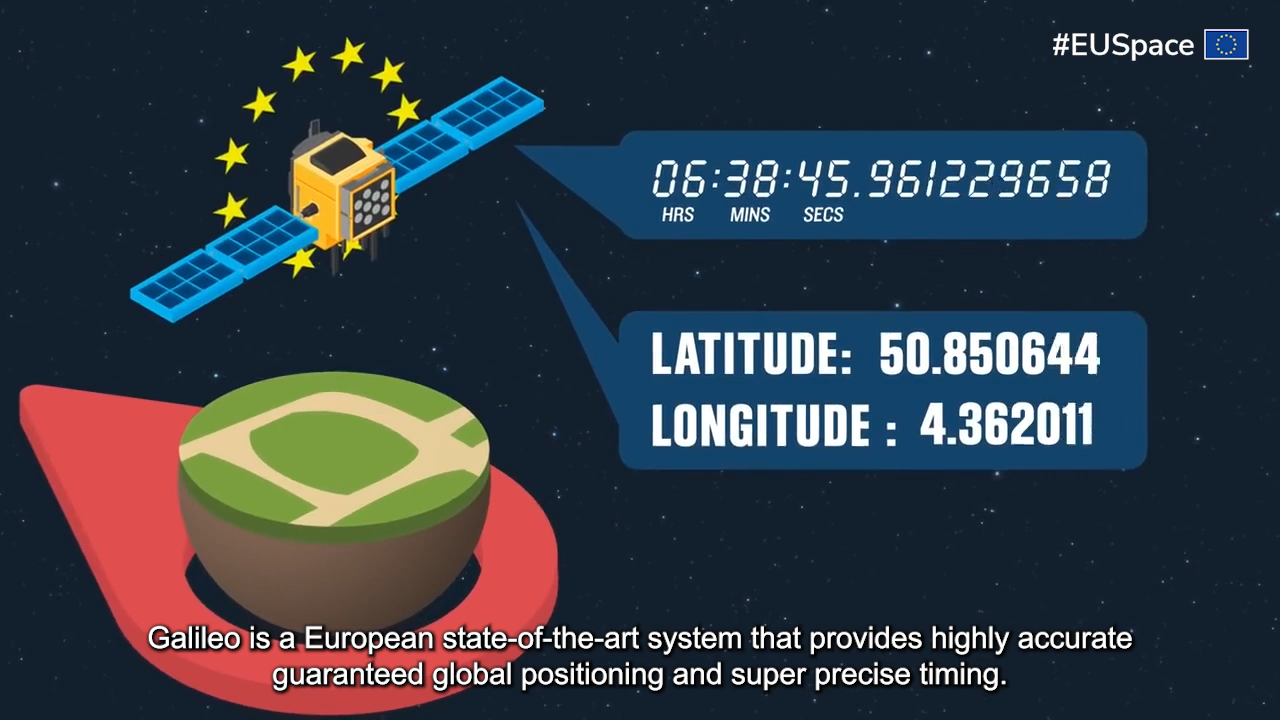 #EUSpace
06:38:45.961229658
HRS MINS SECS
LATITUDE: 50.850644
LONGITUDE : 4.362011
Galileo is a European state-of-the-art system that provides highly accurate
guaranteed global positioning and super precise timing.